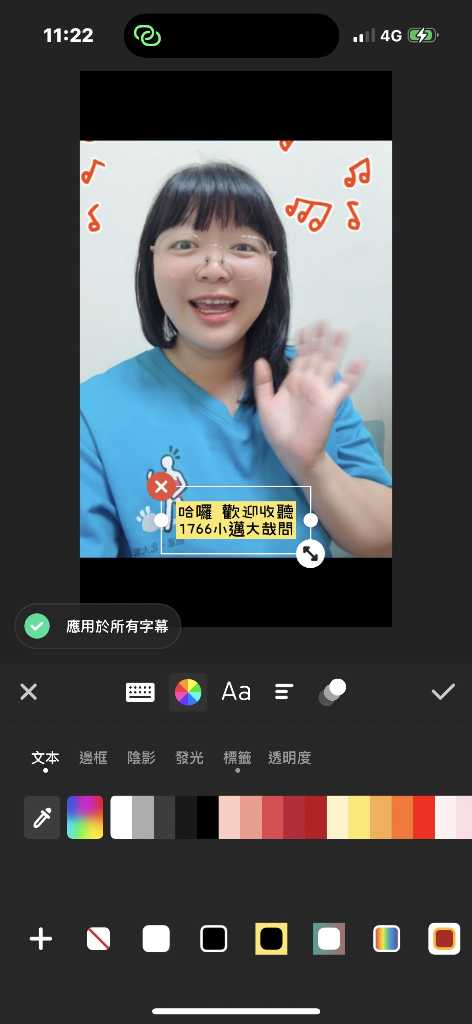 11:22
4G
哈囉 歡迎收聽
1766小邁大哉問
應用於所有字幕
Aa
文本 邊框 陰影 發光 標籤 透明度